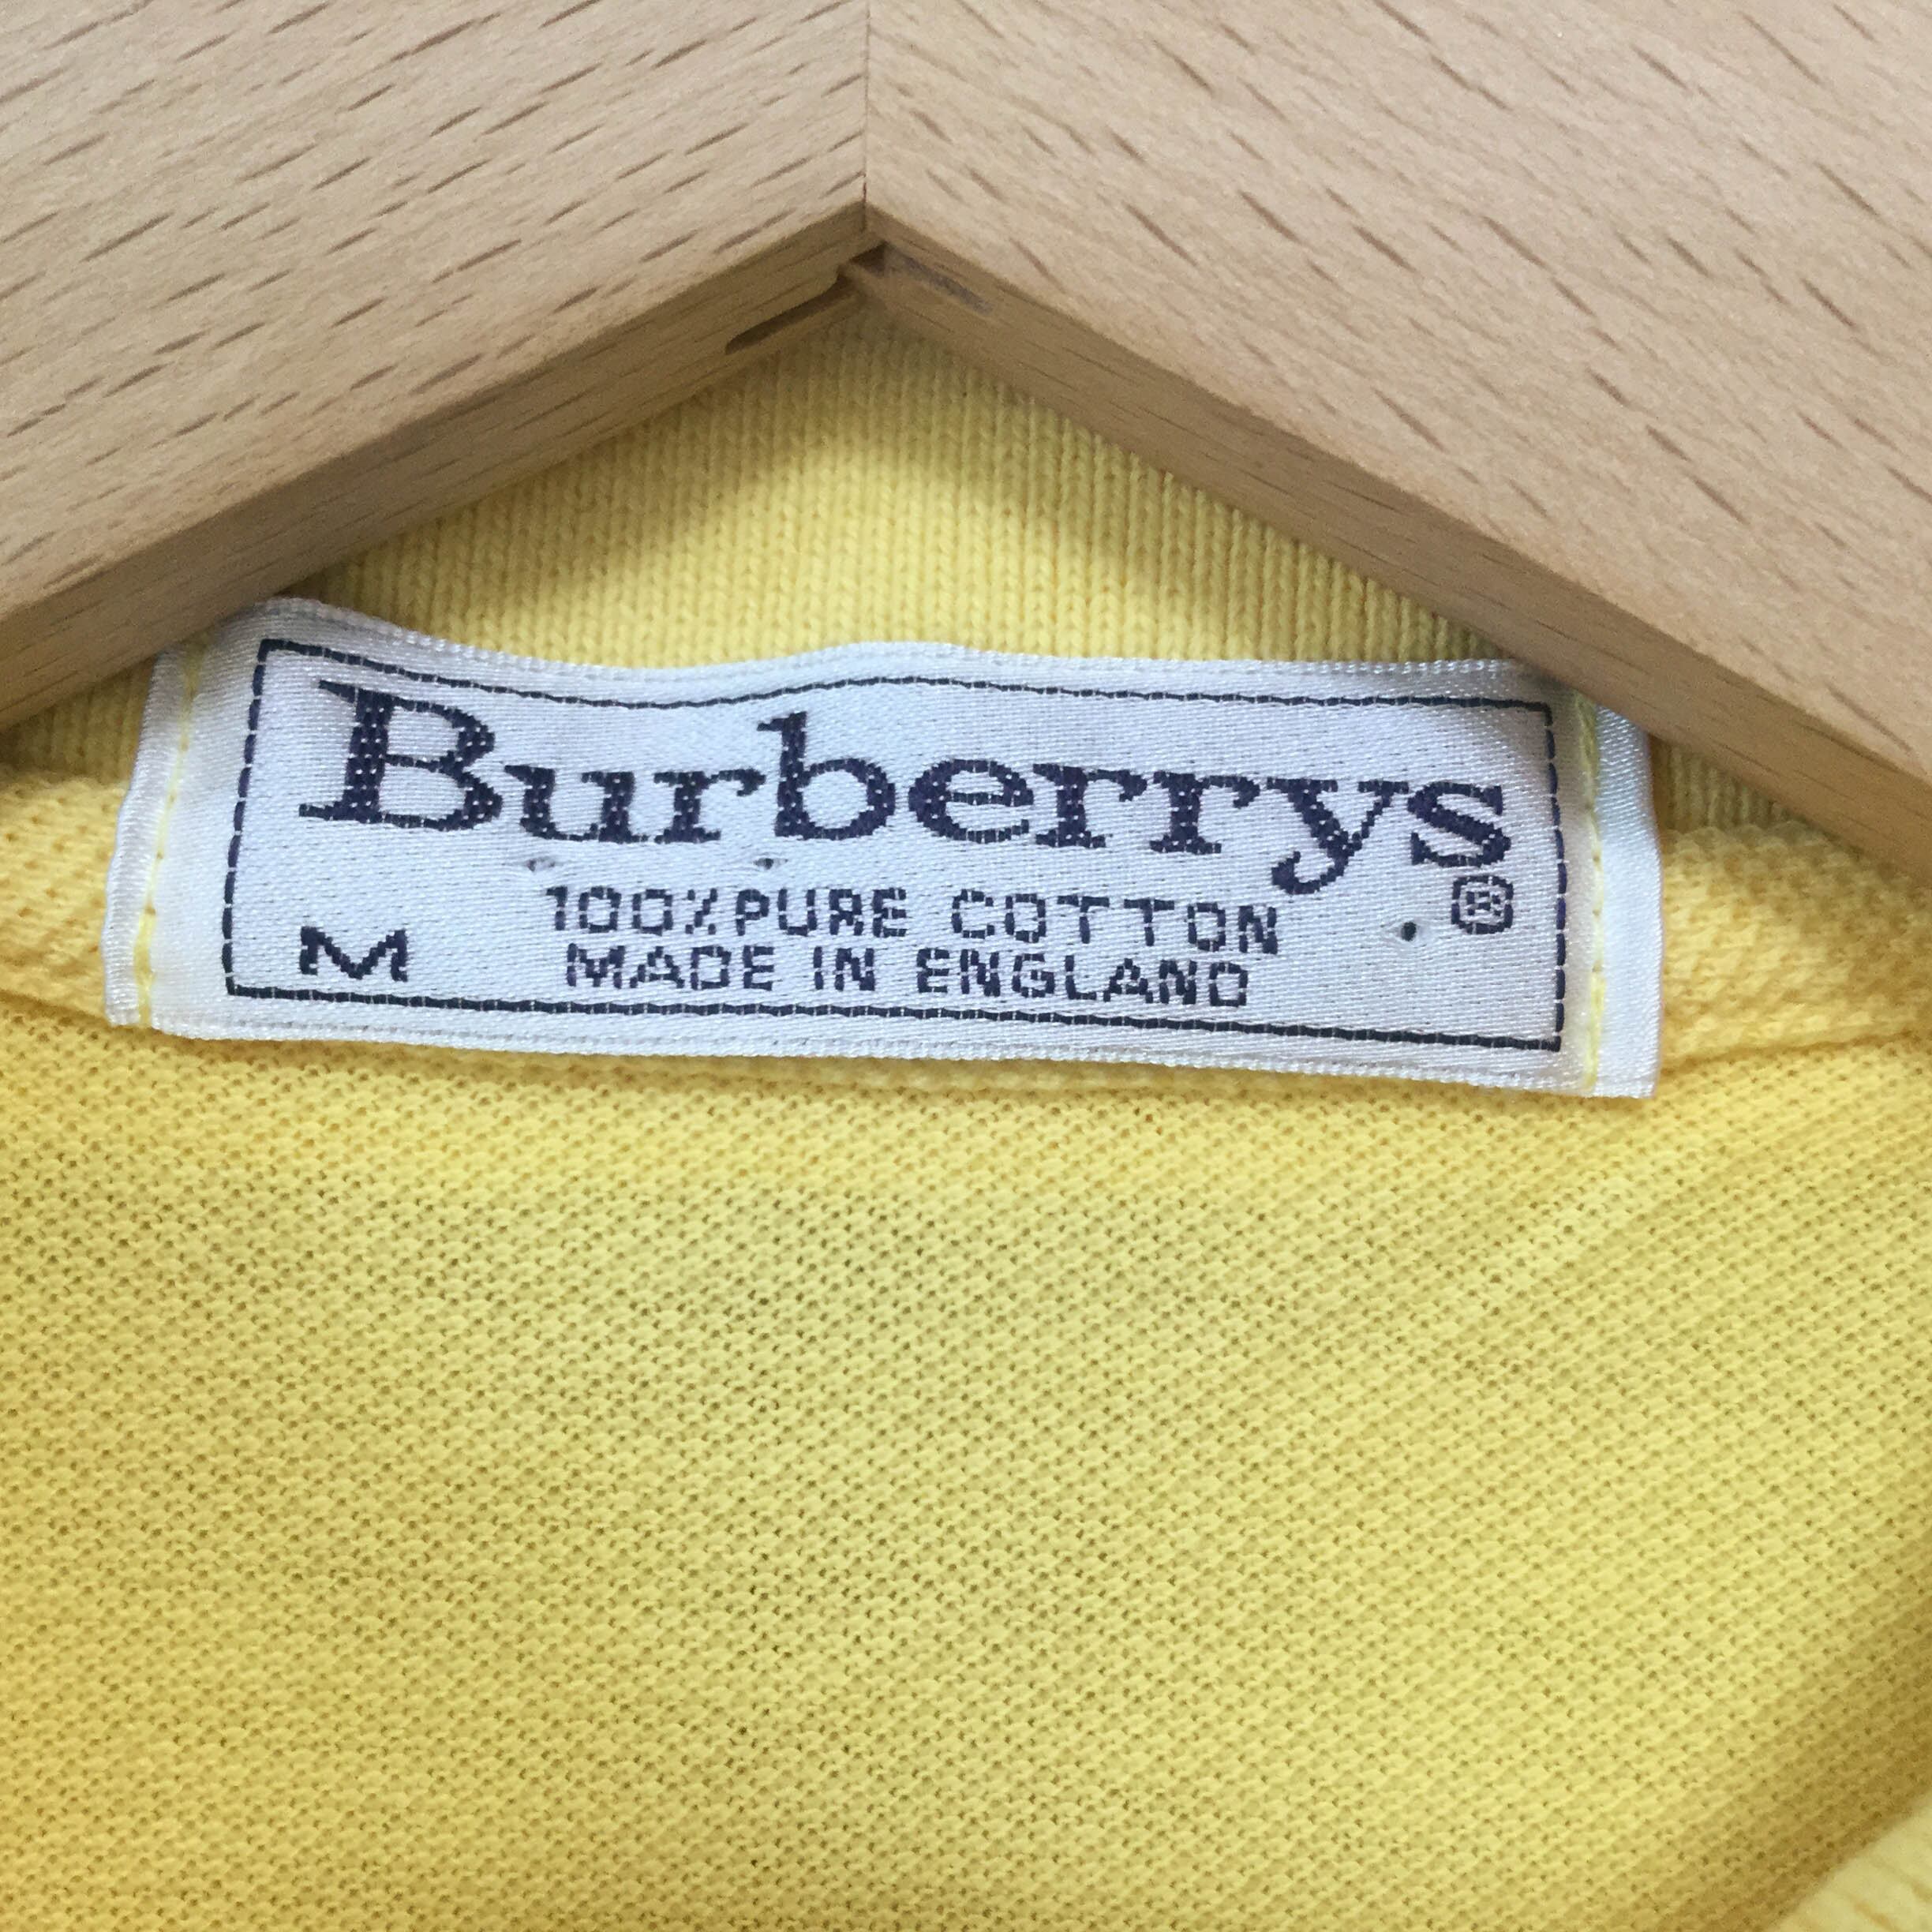 Burberrys
®
100% PURE COTTON
M MADE IN ENGLAND